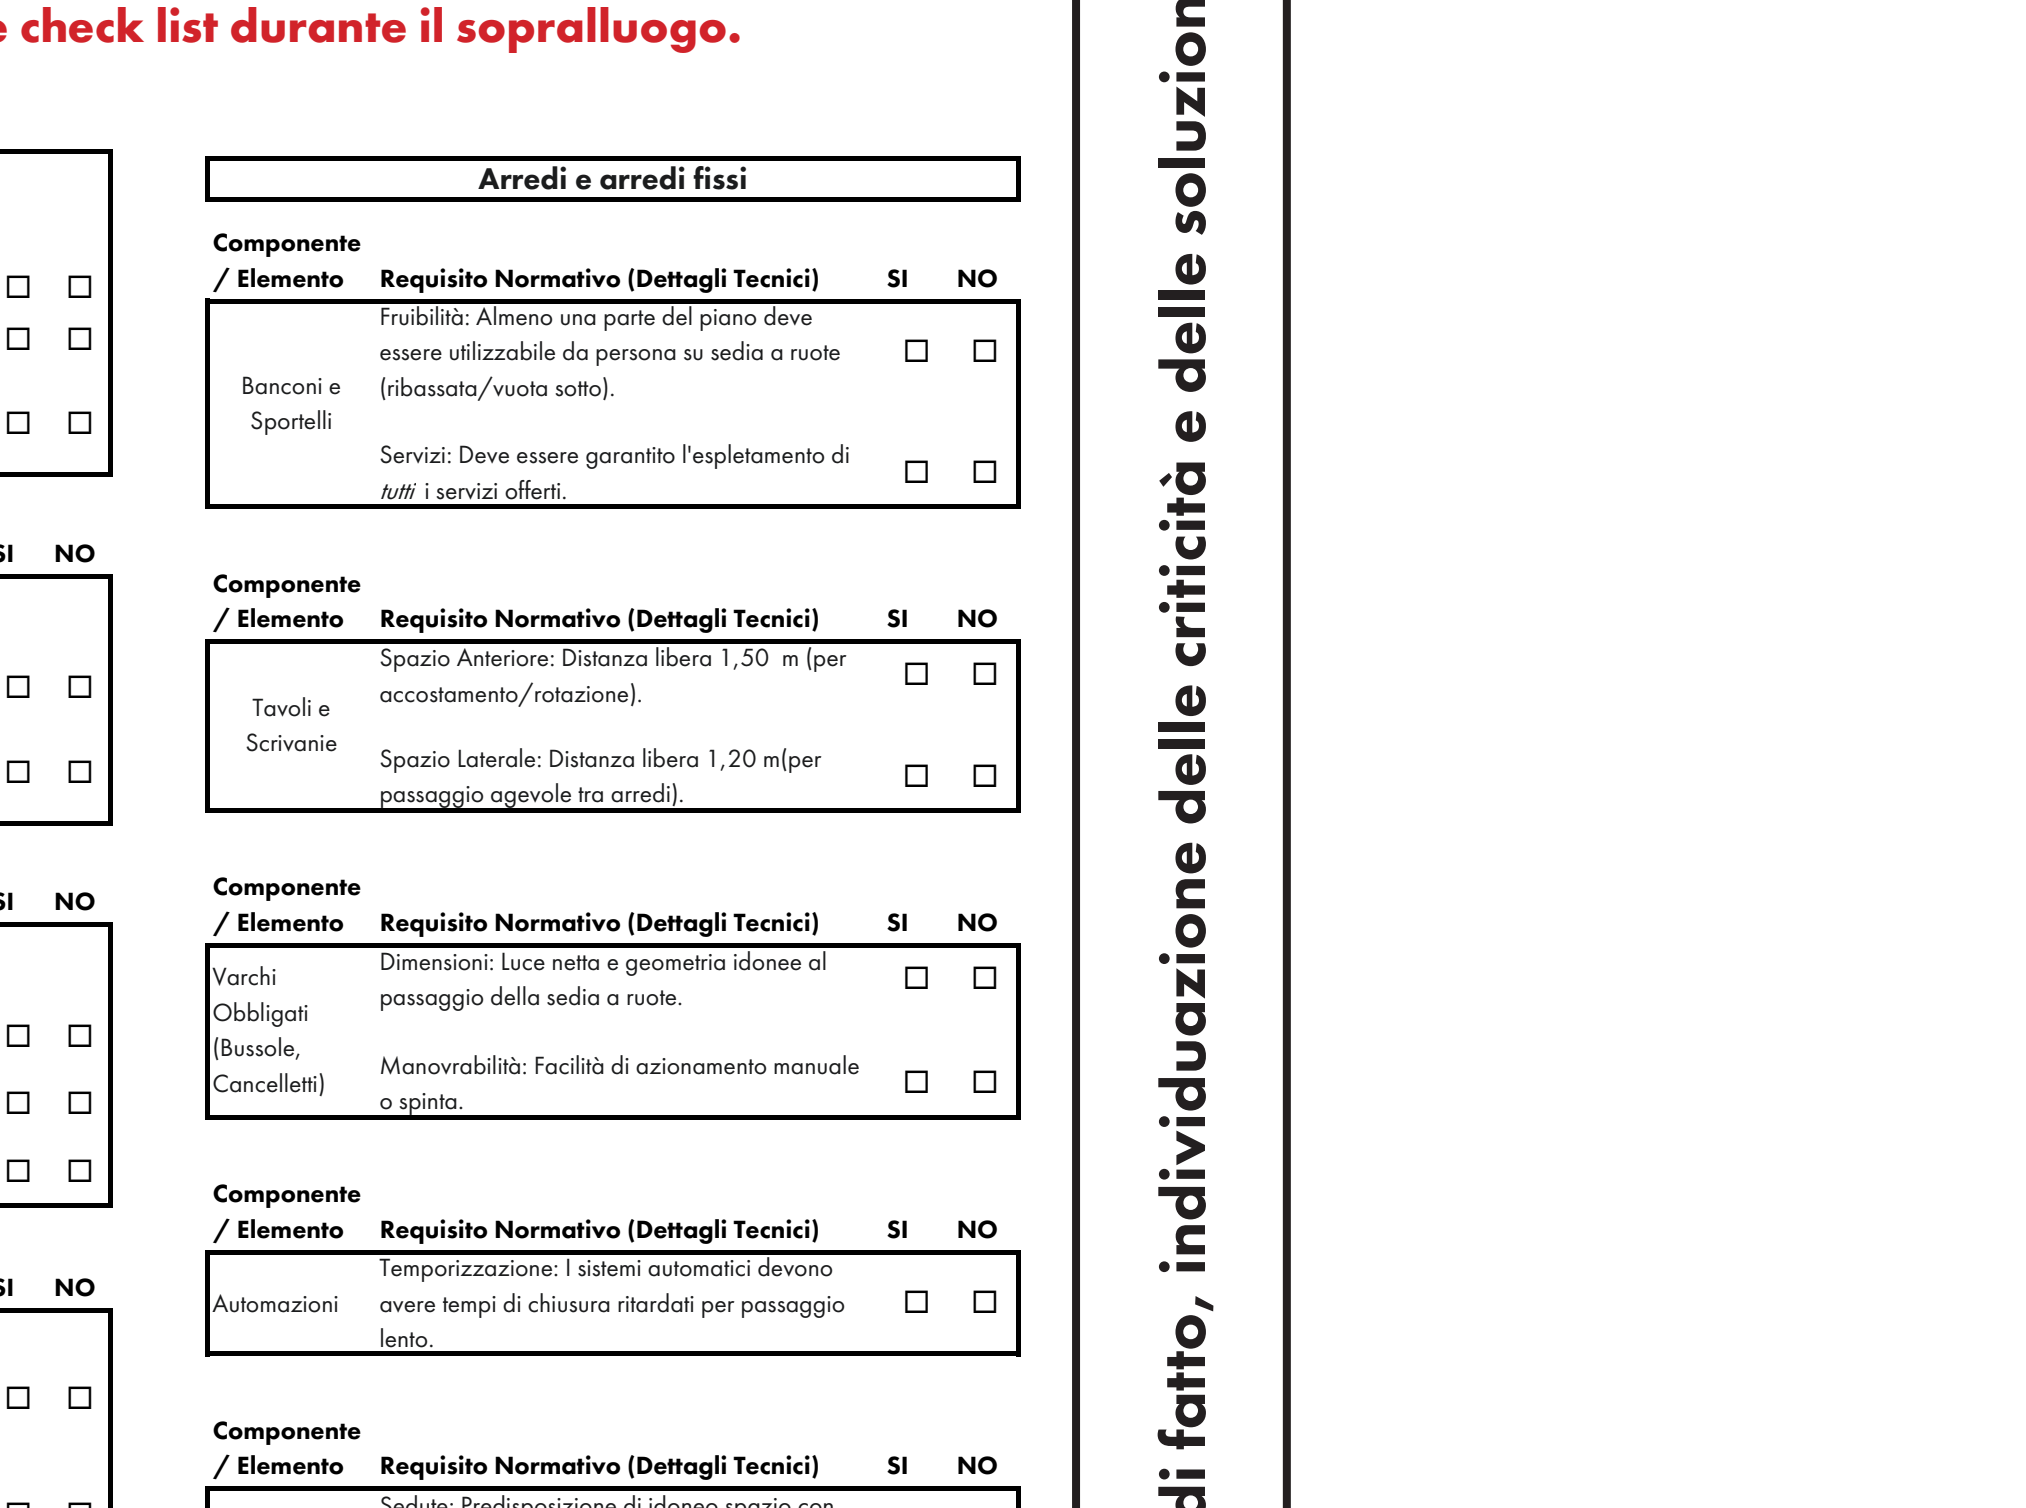 check list durante il sopralluogo.
NO
NO
NO
Arredi e arredi fissi
Componente
/ Elemento Requisito Normativo (Dettagli Tecnici) SI NO
Fruibilità: Almeno una parte del piano deve
essere utilizzabile da persona su sedia a ruote
(ribassata/vuota sotto).
Banconi e
Sportelli
Servizi: Deve essere garantito l'espletamento di
tutti i servizi offerti.
Componente
/ Elemento Requisito Normativo (Dettagli Tecnici) SI NO
Spazio Anteriore: Distanza libera 1,50 m (per
accostamento/rotazione).
Tavoli e
Scrivanie
Spazio Laterale: Distanza libera 1,20 m(per
passaggio agevole tra arredi).
Componente
/ Elemento Requisito Normativo (Dettagli Tecnici) SI NO
Varchi
Obbligati
(Bussole,
Cancelletti)
Dimensioni: Luce netta e geometria idonee al
passaggio della sedia a ruote.
Manovrabilità: Facilità di azionamento manuale
o spinta.
Componente
/ Elemento Requisito Normativo (Dettagli Tecnici) SI NO
Automazioni
Temporizzazione: I sistemi automatici devono
avere tempi di chiusura ritardati per passaggio
lento.
Componente
/ Elemento Requisito Normativo (Dettagli Tecnici) SI NO
Sedute: Predisposizione di idoneo spazio con
di fatto, individuazione delle criticità e delle soluzion